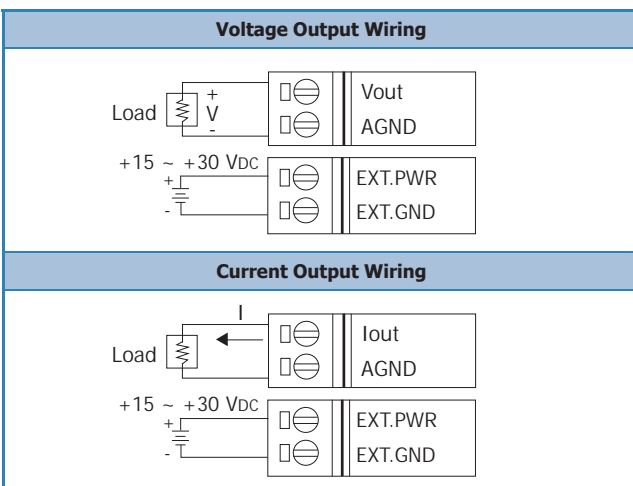 Voltage Output Wiring
Load
+
V
-
Vout
AGND
+15 ~ +30 VDC
+
-
EXT.PWR
EXT.GND
Current Output Wiring
I
Load
Iout
AGND
+15 ~ +30 VDC
+
-
EXT.PWR
EXT.GND